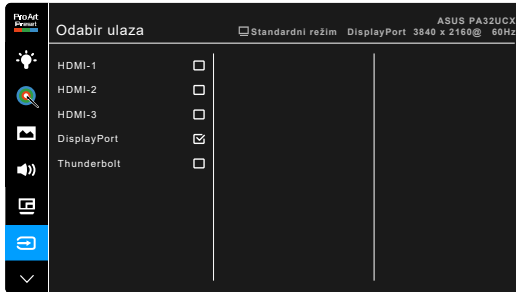 ProArt
Preset
Odabir ulaza
ASUS PA32UCX
Standardni režim DisplayPort 3840 x 2160@ 60Hz
HDMI-1
HDMI-2
HDMI-3
DisplayPort
Thunderbolt